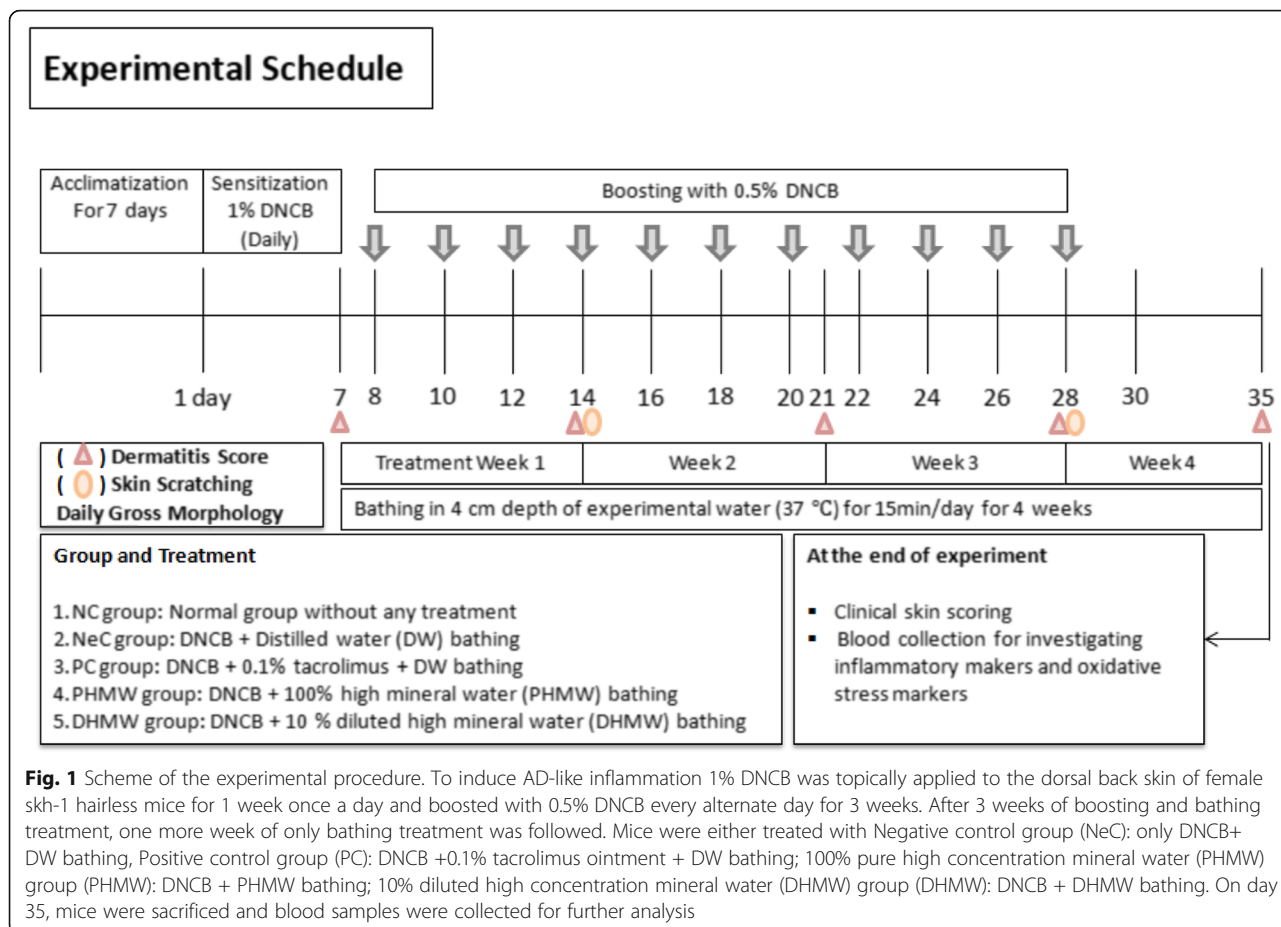 Experimental Schedule
Acclimatization
For 7 days
Sensitization
1% DNCB
(Daily)
Boosting with 0.5% DNCB
1 day 7 8 10 12 14 16 18 20 21 22 24 26 28 30 35
( ) Dermatitis Score
( ) Skin Scratching
Daily Gross Morphology
Treatment Week 1 Week 2 Week 3 Week 4
Bathing in 4 cm depth of experimental water (37 °C) for 15min/day for 4 weeks
Group and Treatment
1.NC group: Normal group without any treatment
2.NeC group: DNCB + Distilled water (DW) bathing
3.PC group: DNCB + 0.1% tacrolimus + DW bathing
4.PHMW group: DNCB + 100% high mineral water (PHMW) bathing
5.DHMW group: DNCB + 10 % diluted high mineral water (DHMW) bathing
At the end of experiment
▪ Clinical skin scoring
▪ Blood collection for investigating
inflammatory makers and oxidative
stress markers
Fig. 1 Scheme of the experimental procedure. To induce AD-like inflammation 1% DNCB was topically applied to the dorsal back skin of female
skh-1 hairless mice for 1 week once a day and boosted with 0.5% DNCB every alternate day for 3 weeks. After 3 weeks of boosting and bathing
treatment, one more week of only bathing treatment was followed. Mice were either treated with Negative control group (NeC): only DNCB+
DW bathing, Positive control group (PC): DNCB +0.1% tacrolimus ointment + DW bathing; 100% pure high concentration mineral water (PHMW)
group (PHMW): DNCB + PHMW bathing; 10% diluted high concentration mineral water (DHMW) group (DHMW): DNCB + DHMW bathing. On day
35, mice were sacrificed and blood samples were collected for further analysis